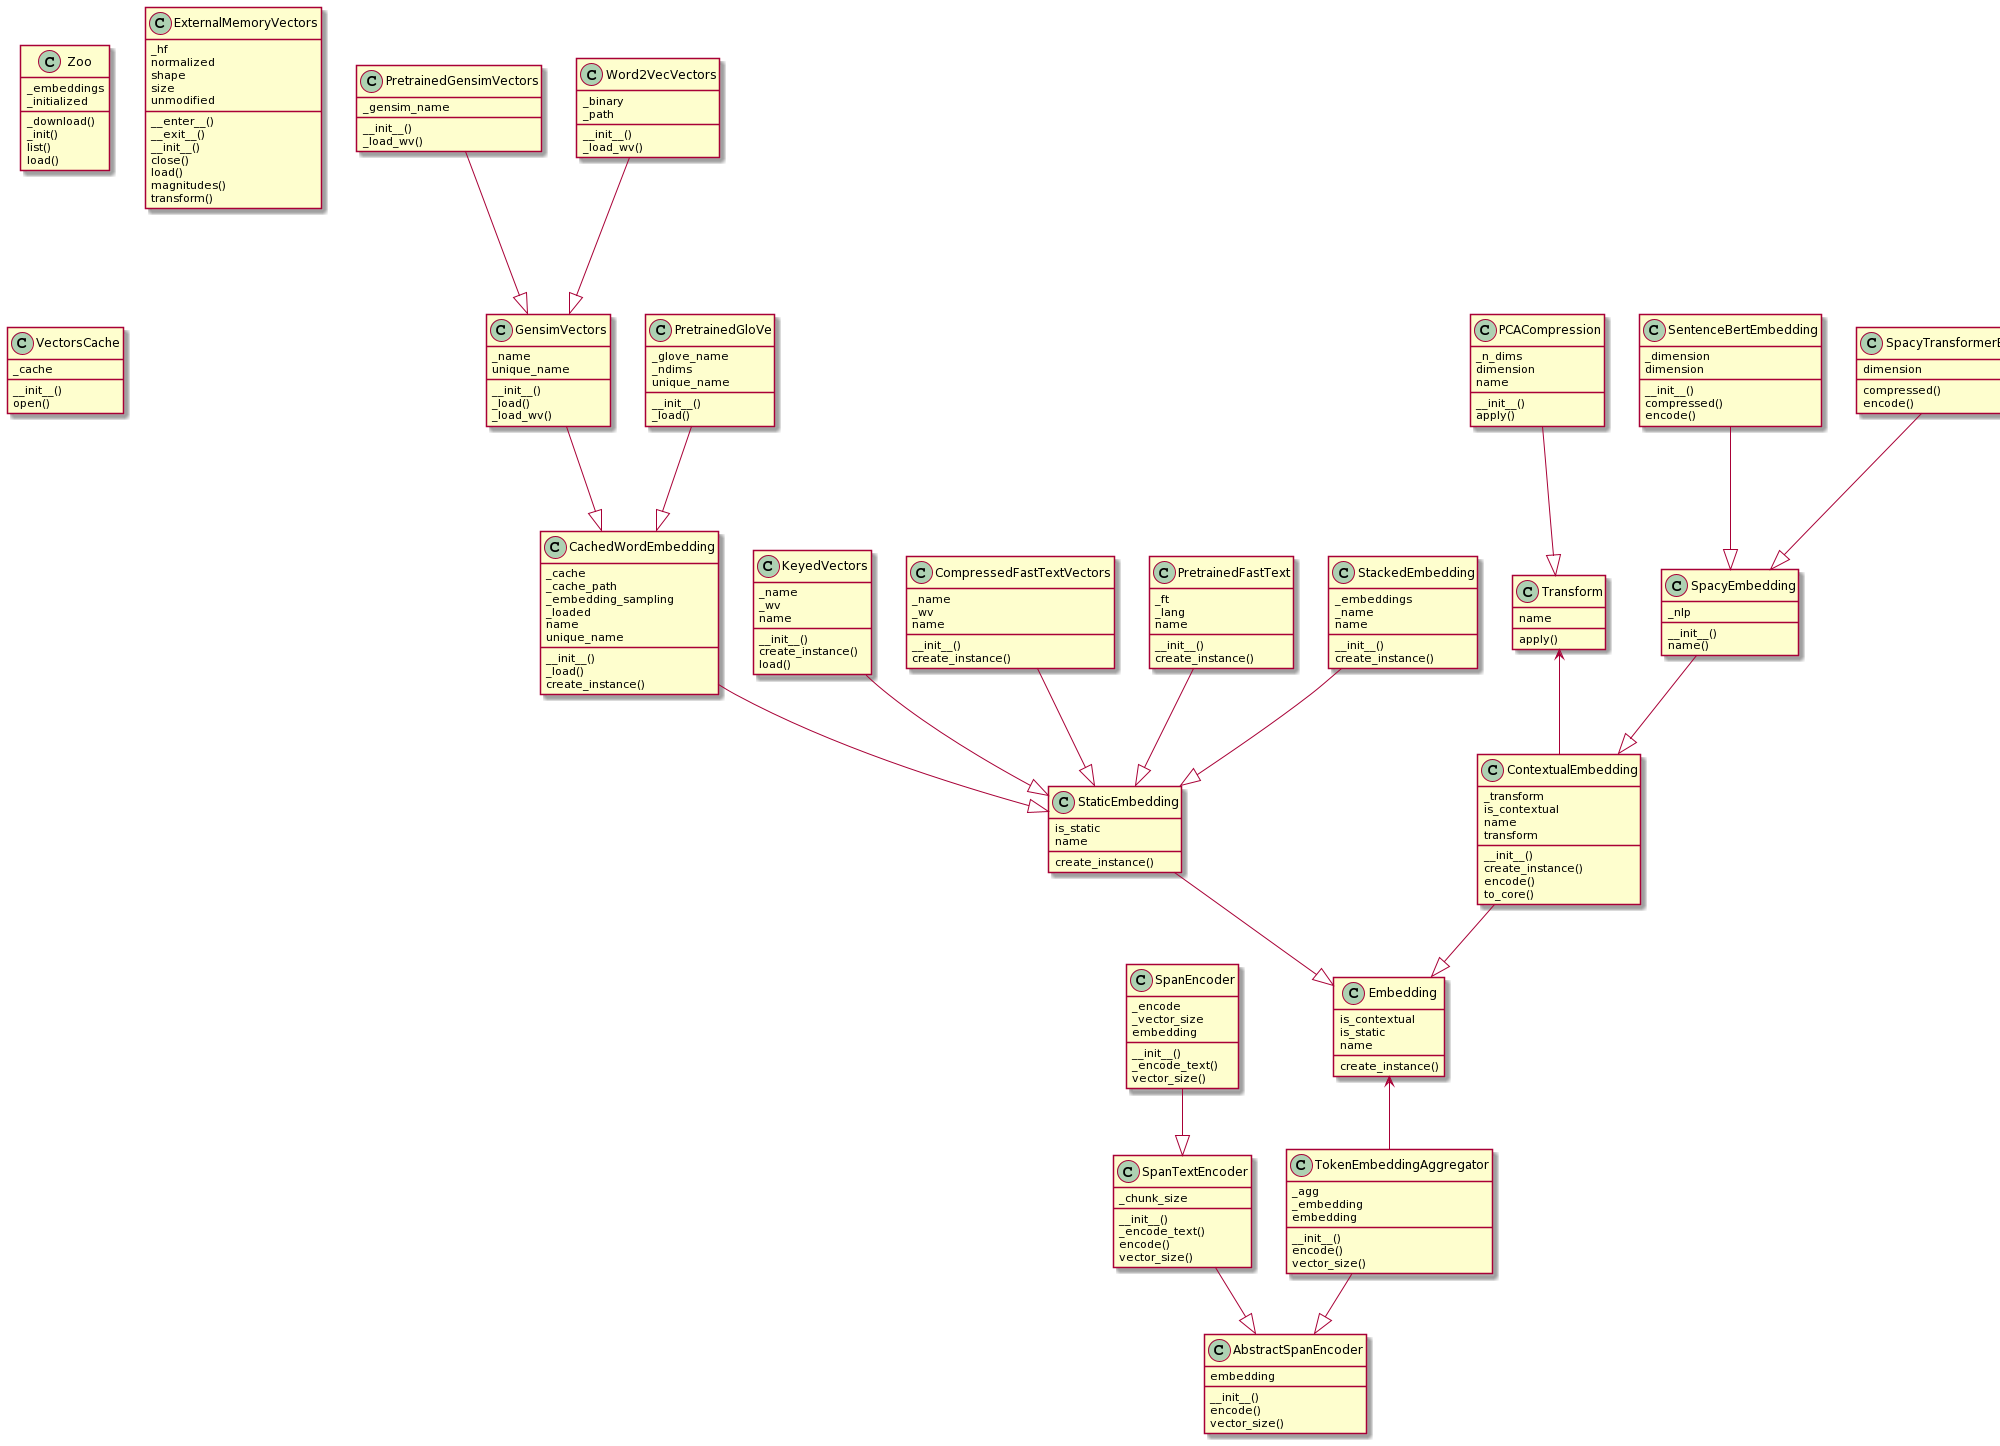 C Zoo
_embeddings
_initialized
_download()
_init()
list()
load()
C ExternalMemoryVectors
_hf
normalized
shape
size
unmodified
__enter__()
__exit__()
__init__()
close()
load()
magnitudes()
transform()
C PretrainedGensimVectors
_gensim_name
__init__()
_load_wv()
C Word2VecVectors
_binary
_path
__init__()
_load_wv()
C VectorsCache
_cache
__init__()
open()
C GensimVectors
_name
unique_name
__init__()
_load()
_load_wv()
C PretrainedGloVe
_glove_name
_ndims
unique_name
__init__()
_load()
C PCACompression
_n_dims
dimension
name
__init__()
apply()
C SentenceBertEmbedding
_dimension
dimension
__init__()
compressed()
encode()
C SpacyTransformerE
dimension
compressed()
encode()
C CachedWordEmbedding
_cache
_cache_path
_embedding_sampling
_loaded
name
unique_name
__init__()
_load()
create_instance()
C KeyedVectors
_name
_wv
name
__init__()
create_instance()
load()
C CompressedFastTextVectors
_name
_wv
name
__init__()
create_instance()
C PretrainedFastText
_ft
_lang
name
__init__()
create_instance()
C StackedEmbedding
_embeddings
_name
name
__init__()
create_instance()
C Transform
name
apply()
C SpacyEmbedding
_nlp
__init__()
name()
C StaticEmbedding
is_static
name
create_instance()
C ContextualEmbedding
_transform
is_contextual
name
transform
__init__()
create_instance()
encode()
to_core()
C SpanEncoder
_encode
_vector_size
embedding
__init__()
_encode_text()
vector_size()
C Embedding
is_contextual
is_static
name
create_instance()
C SpanTextEncoder
_chunk_size
__init__()
_encode_text()
encode()
vector_size()
C TokenEmbeddingAggregator
_agg
_embedding
embedding
__init__()
encode()
vector_size()
C AbstractSpanEncoder
embedding
__init__()
encode()
vector_size()